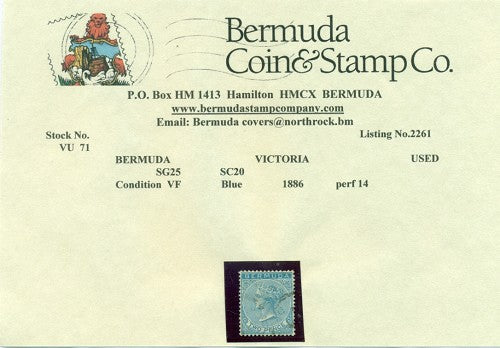 Bermuda
Coin&Stamp Co.
P.O. Box HM 1413 Hamilton HMCX BERMUDA
www.bermudastampcompany.com
Email: Bermuda covers@northrock.bm
Stock No. Listing No.2261
VU 71
BERMUDA VICTORIA USED
SG25 SC20
Condition VF Blue 1886 perf 14
BERMUDA